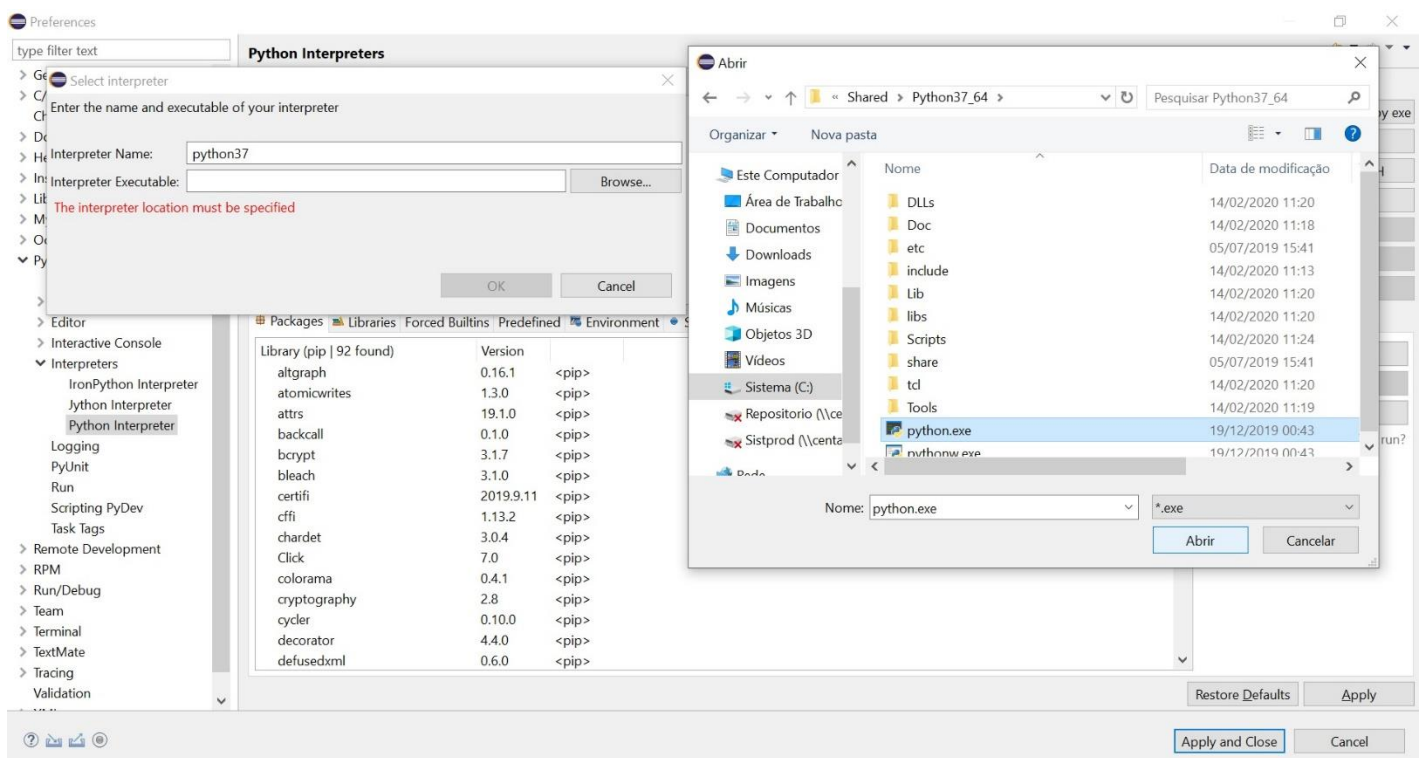 Preferences
type filter text
Python Interpreters
Select interpreter
Enter the name and executable of your interpreter
Interpreter Name: python37
Interpreter Executable: Browse...
The interpreter location must be specified
OK Cancel
Editor
Interactive Console
Interpreters
IronPython Interpreter
Jython Interpreter
Python Interpreter
Logging
PyUnit
Run
Scripting PyDev
Task Tags
Remote Development
RPM
Run/Debug
Team
Terminal
TextMate
Tracing
Validation
Packages Libraries Forced Builtins Predefined Environment
Library (pip | 92 found) Version
altgraph 0.16.1 <pip>
atomicwrites 1.3.0 <pip>
attrs 19.1.0 <pip>
backcall 0.1.0 <pip>
bcrypt 3.1.7 <pip>
bleach 3.1.0 <pip>
certifi 2019.9.11 <pip>
cffi 1.13.2 <pip>
chardet 3.0.4 <pip>
Click 7.0 <pip>
colorama 0.4.1 <pip>
cryptography 2.8 <pip>
cycler 0.10.0 <pip>
decorator 4.4.0 <pip>
defusedxml 0.6.0 <pip>
Abrir
« Shared > Python37_64 > Pesquisar Python37_64
Organizar Nova pasta
Este Computador
Área de Trabalho
Documentos
Downloads
Imagens
Músicas
Objetos 3D
Vídeos
Sistema (C:)
Repositorio (\\ce
Sistprod (\\centa
Rede
Nome Data de modificação
DLLs 14/02/2020 11:20
Doc 14/02/2020 11:18
etc 05/07/2019 15:41
include 14/02/2020 11:13
Lib 14/02/2020 11:20
libs 14/02/2020 11:20
Scripts 14/02/2020 11:24
share 05/07/2019 15:41
tcl 14/02/2020 11:20
Tools 14/02/2020 11:19
python.exe 19/12/2019 00:43
pythonw.exe 19/12/2019 00:43
Nome: python.exe *.exe
Abrir Cancelar
by exe
run?
Restore Defaults Apply
Apply and Close Cancel